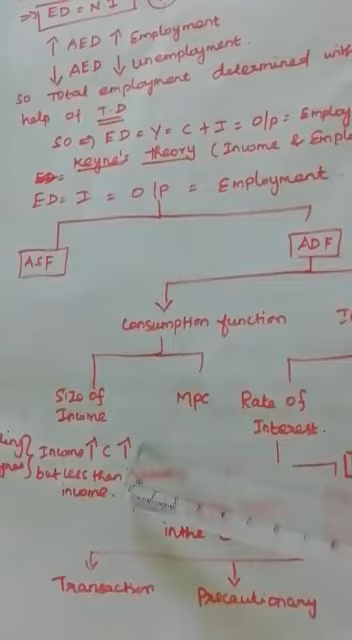 ⇒ ED = N.I
↑ AED ↑ Employment
↓ AED ↓ unemployment.
So Total employment determined with
help of T.D
So ⇒ ED = Y = C + I = O/p = Employ
Keyne's theory (Income & Emplo
ED = I = O/p = Employment.
ASF
ADF
Consumption function
Size of
Income
MPC
Rate of
Interest.
Income ↑ C ↑
but less than
income.
in the
Transaction
Precautionary